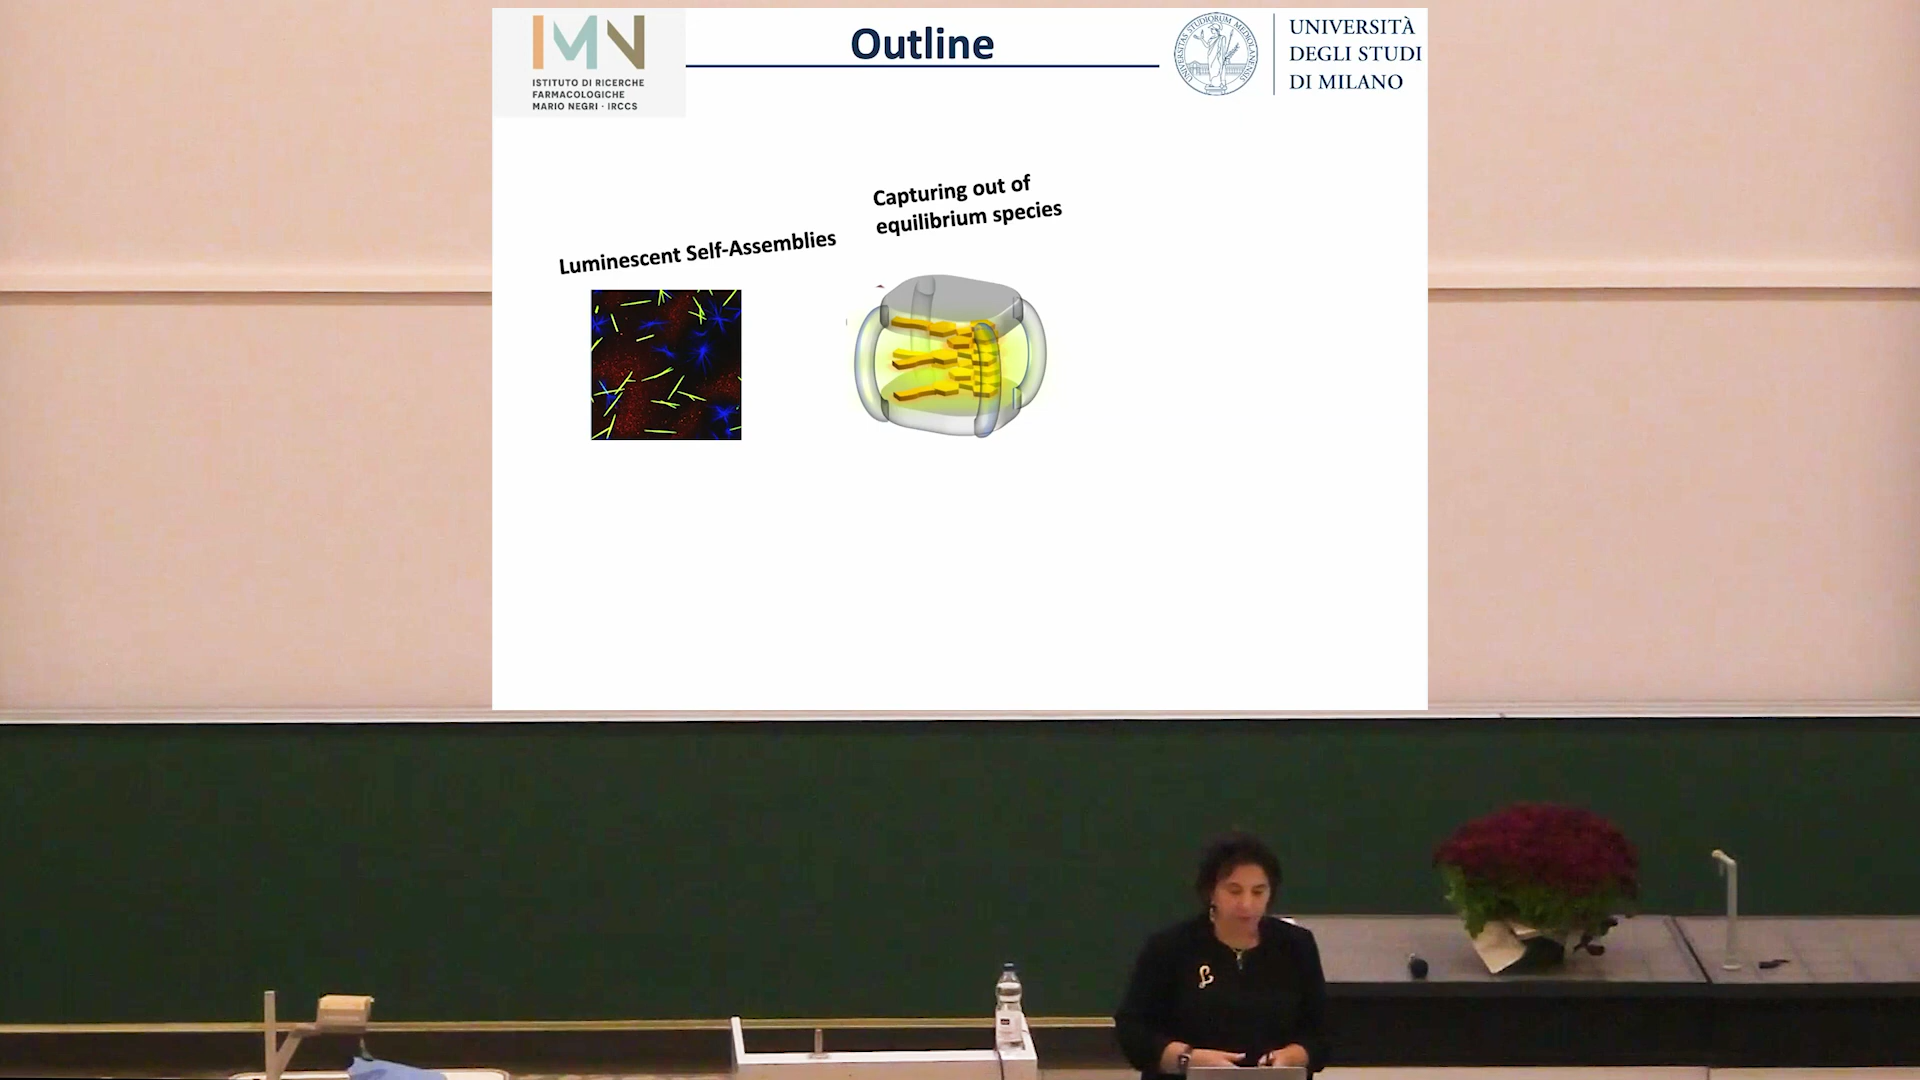 IMN
ISTITUTO DI RICERCHE
FARMACOLOGICHE
MARIO NEGRI · IRCCS
Outline
UNIVERSITÀ
DEGLI STUDI
DI MILANO
Capturing out of
equilibrium species
Luminescent Self-Assemblies